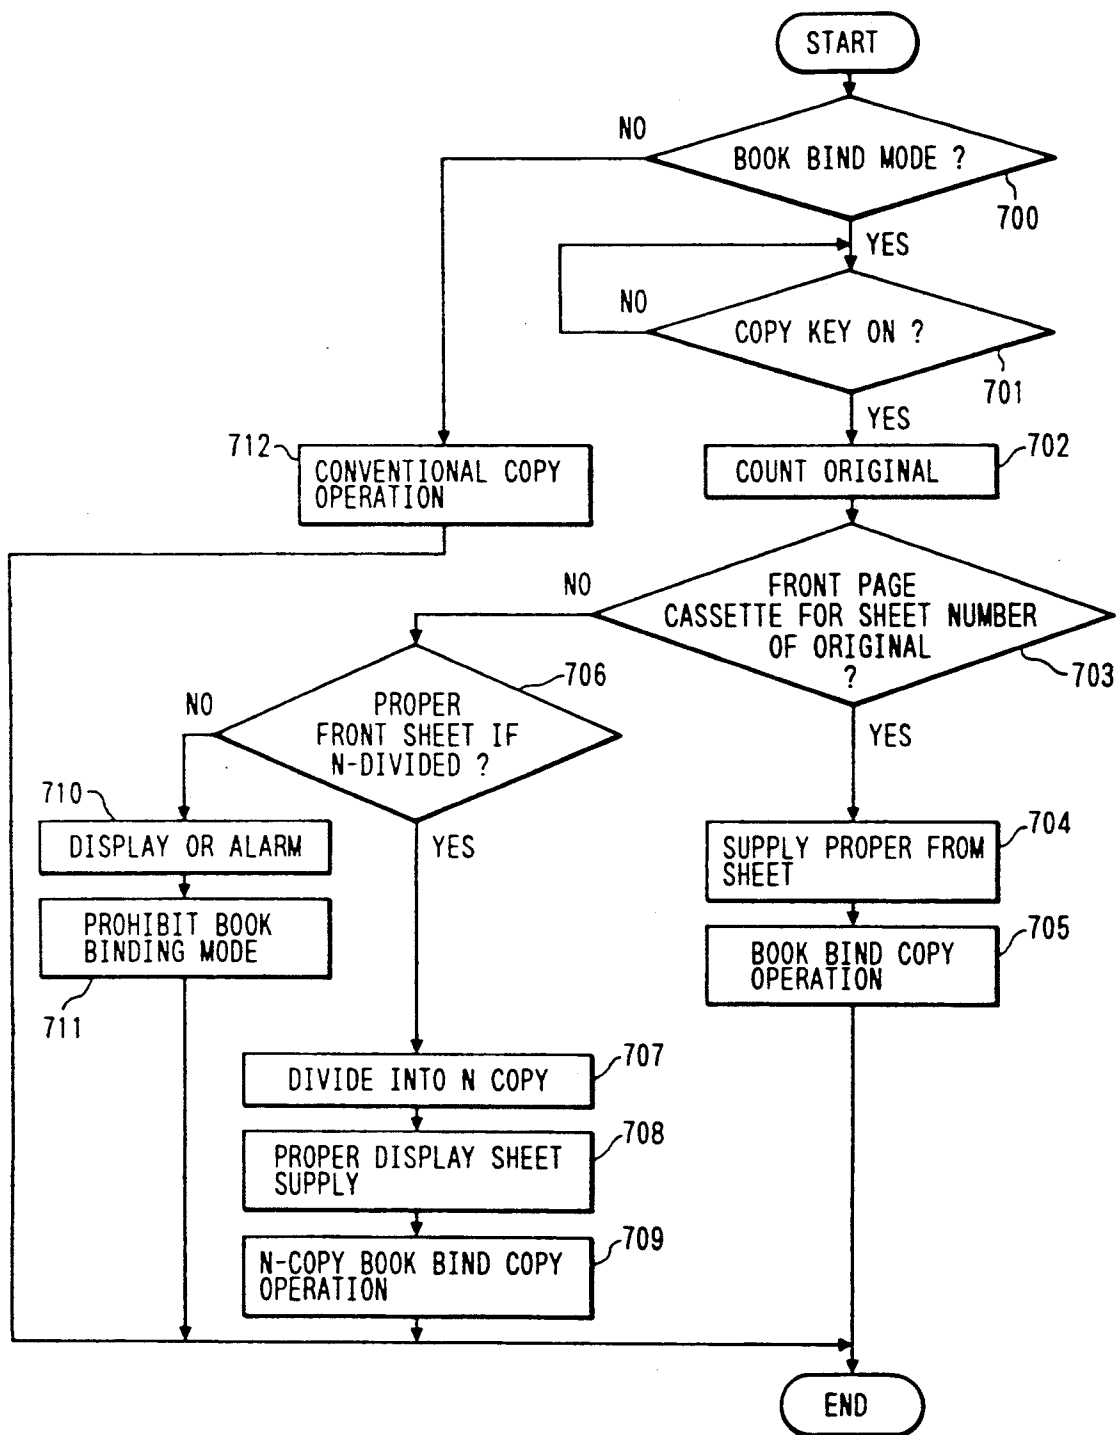 START
NO
BOOK BIND MODE ?
700
YES
NO
COPY KEY ON ?
701
YES
712
CONVENTIONAL COPY
OPERATION
702
COUNT ORIGINAL
NO
FRONT PAGE
CASSETTE FOR SHEET NUMBER
OF ORIGINAL
?
703
706
NO
PROPER
FRONT SHEET IF
N-DIVIDED ?
YES
710
DISPLAY OR ALARM
YES
704
SUPPLY PROPER FROM
SHEET
PROHIBIT BOOK
BINDING MODE
711
705
BOOK BIND COPY
OPERATION
707
DIVIDE INTO N COPY
708
PROPER DISPLAY SHEET
SUPPLY
709
N-COPY BOOK BIND COPY
OPERATION
END